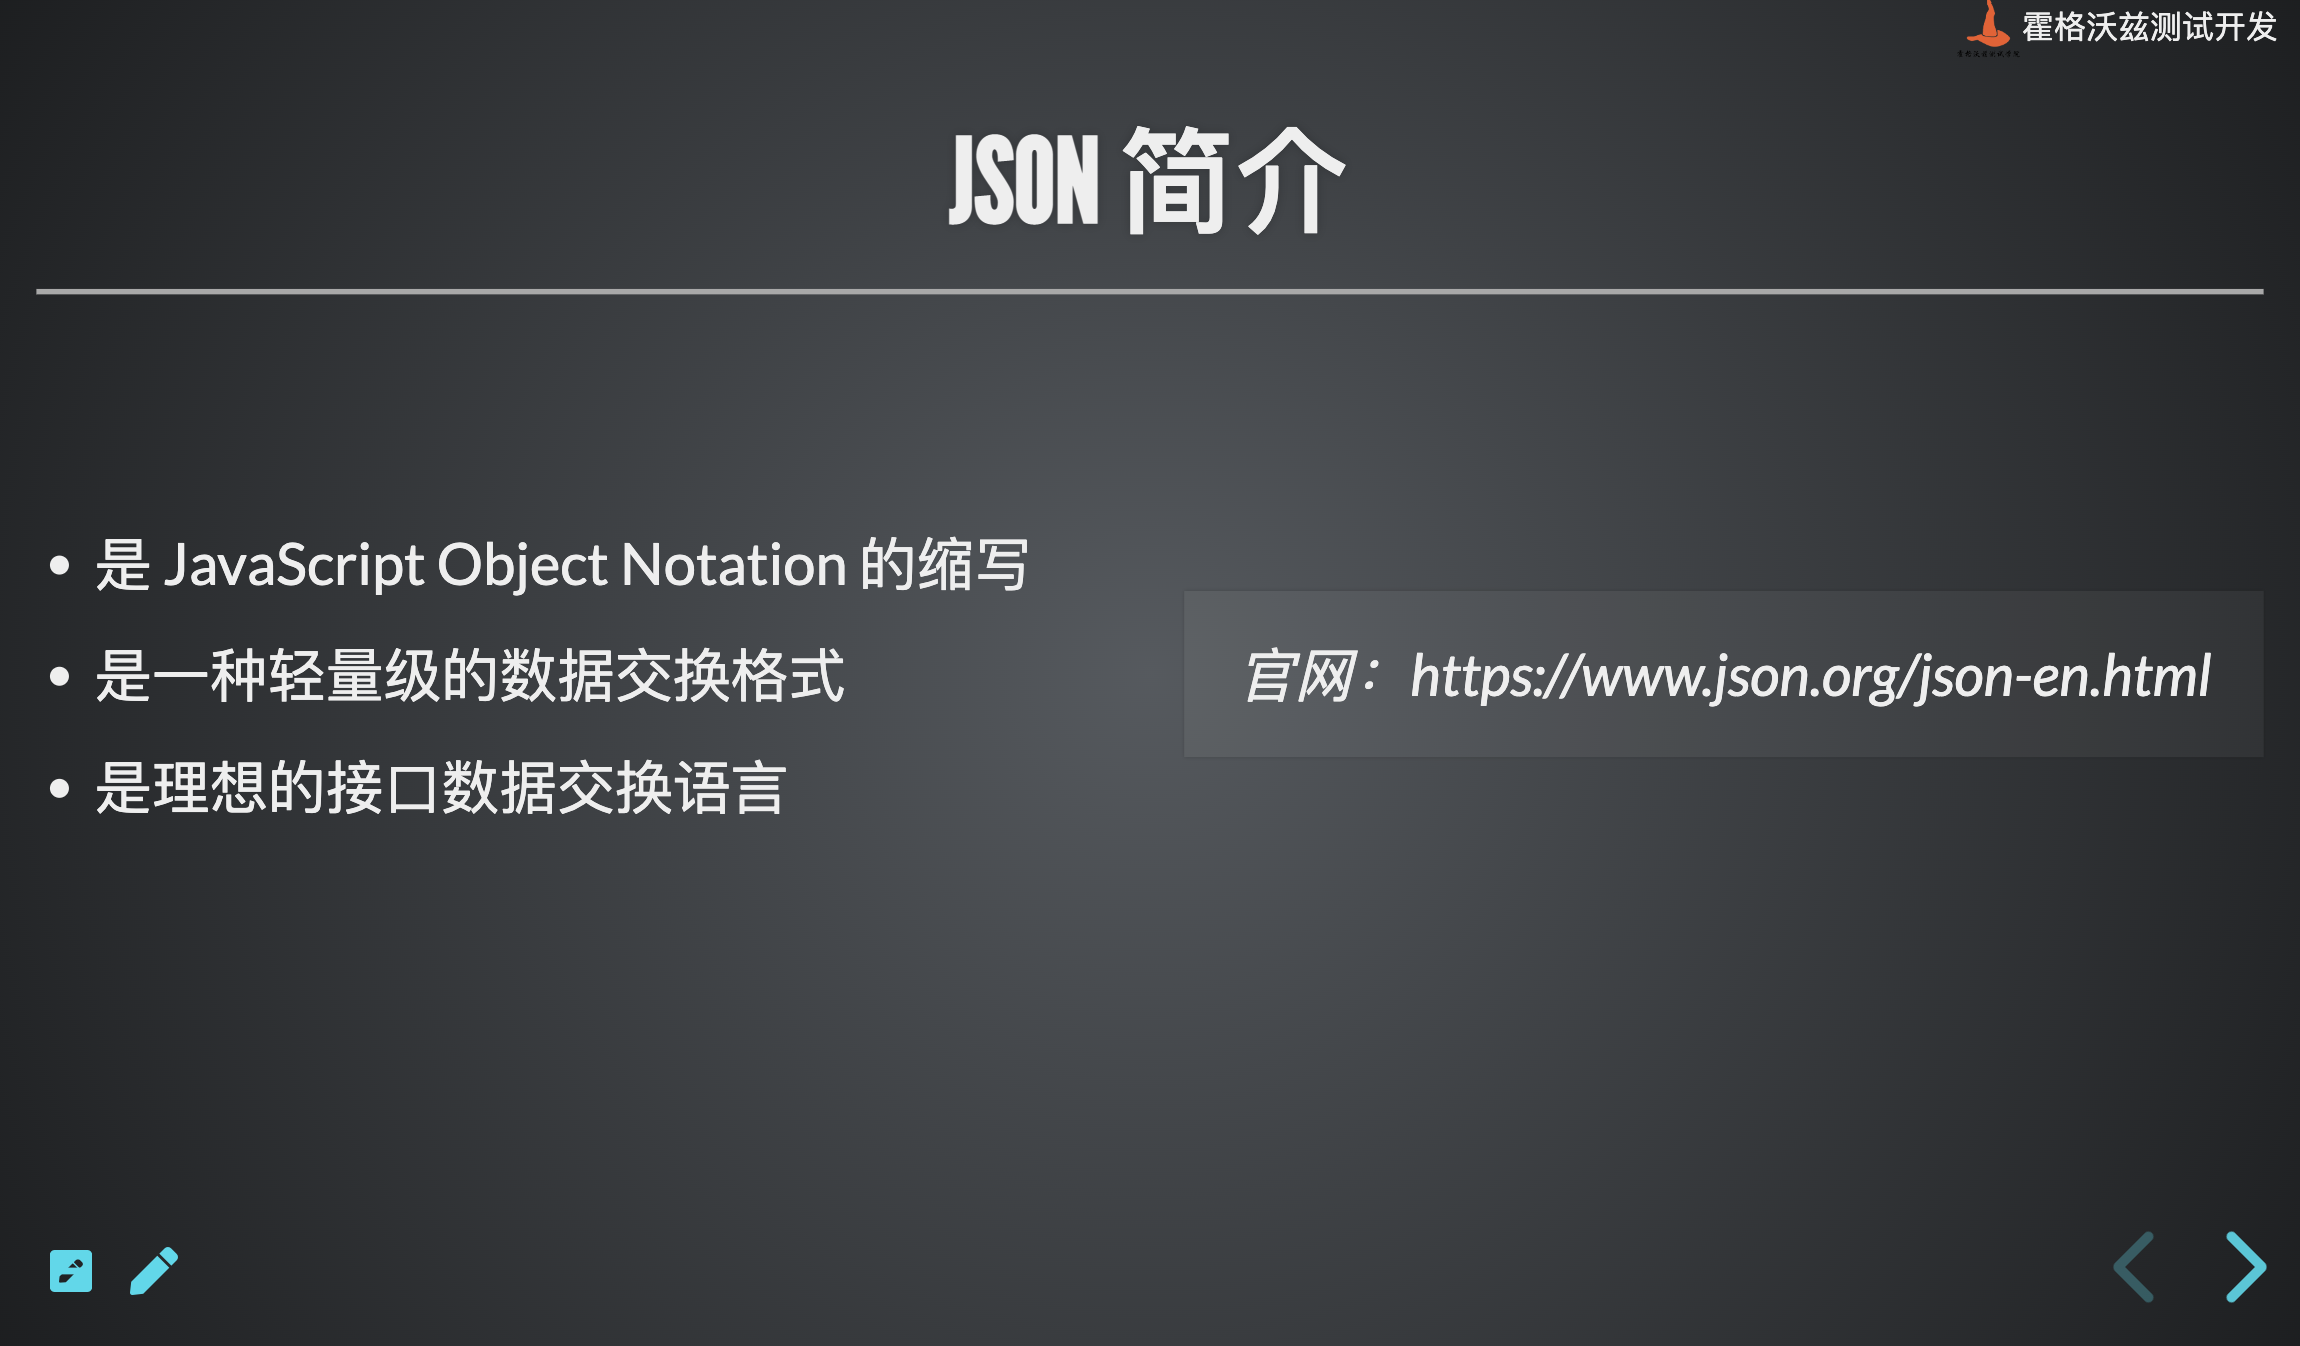 霍格沃兹测试开发
JSON 简介
是 JavaScript Object Notation 的缩写
是一种轻量级的数据交换格式
是理想的接口数据交换语言
官网：https://www.json.org/json-en.html